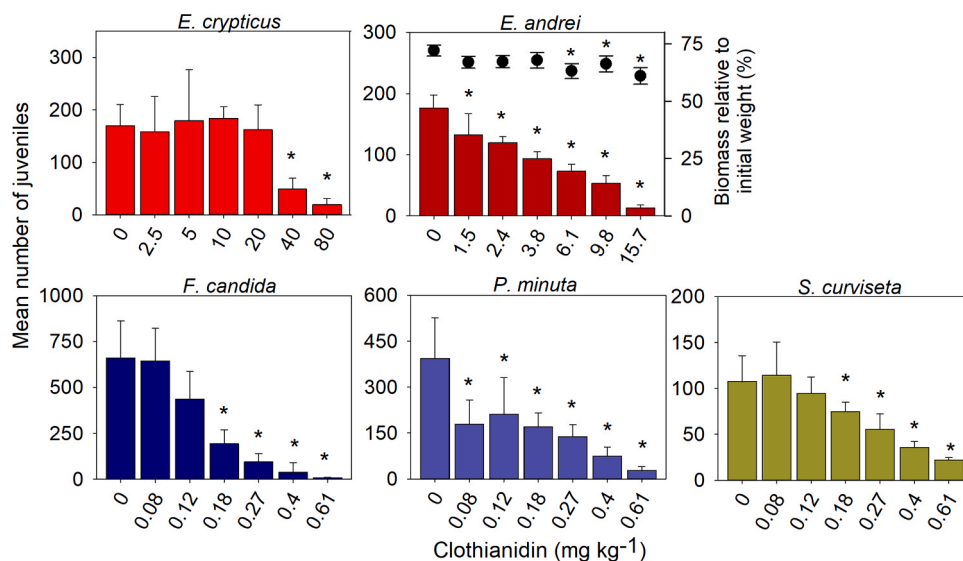 E. crypticus
E. andrei
Mean number of juveniles
300
200
100
0
0 2.5 5 10 20 40 80
* *
300
200
100
0
0 1.5 2.4 3.8 6.1 9.8 15.7
* * *
* * * * * *
75
50
25
0
Biomass relative to
initial weight (%)
F. candida
P. minuta
S. curviseta
1000
750
500
250
0
0 0.08 0.12 0.18 0.27 0.4 0.61
* * * *
600
450
300
150
0
0 0.08 0.12 0.18 0.27 0.4 0.61
* * * * * *
200
150
100
50
0
0 0.08 0.12 0.18 0.27 0.4 0.61
* * * *
Clothianidin (mg kg⁻¹)